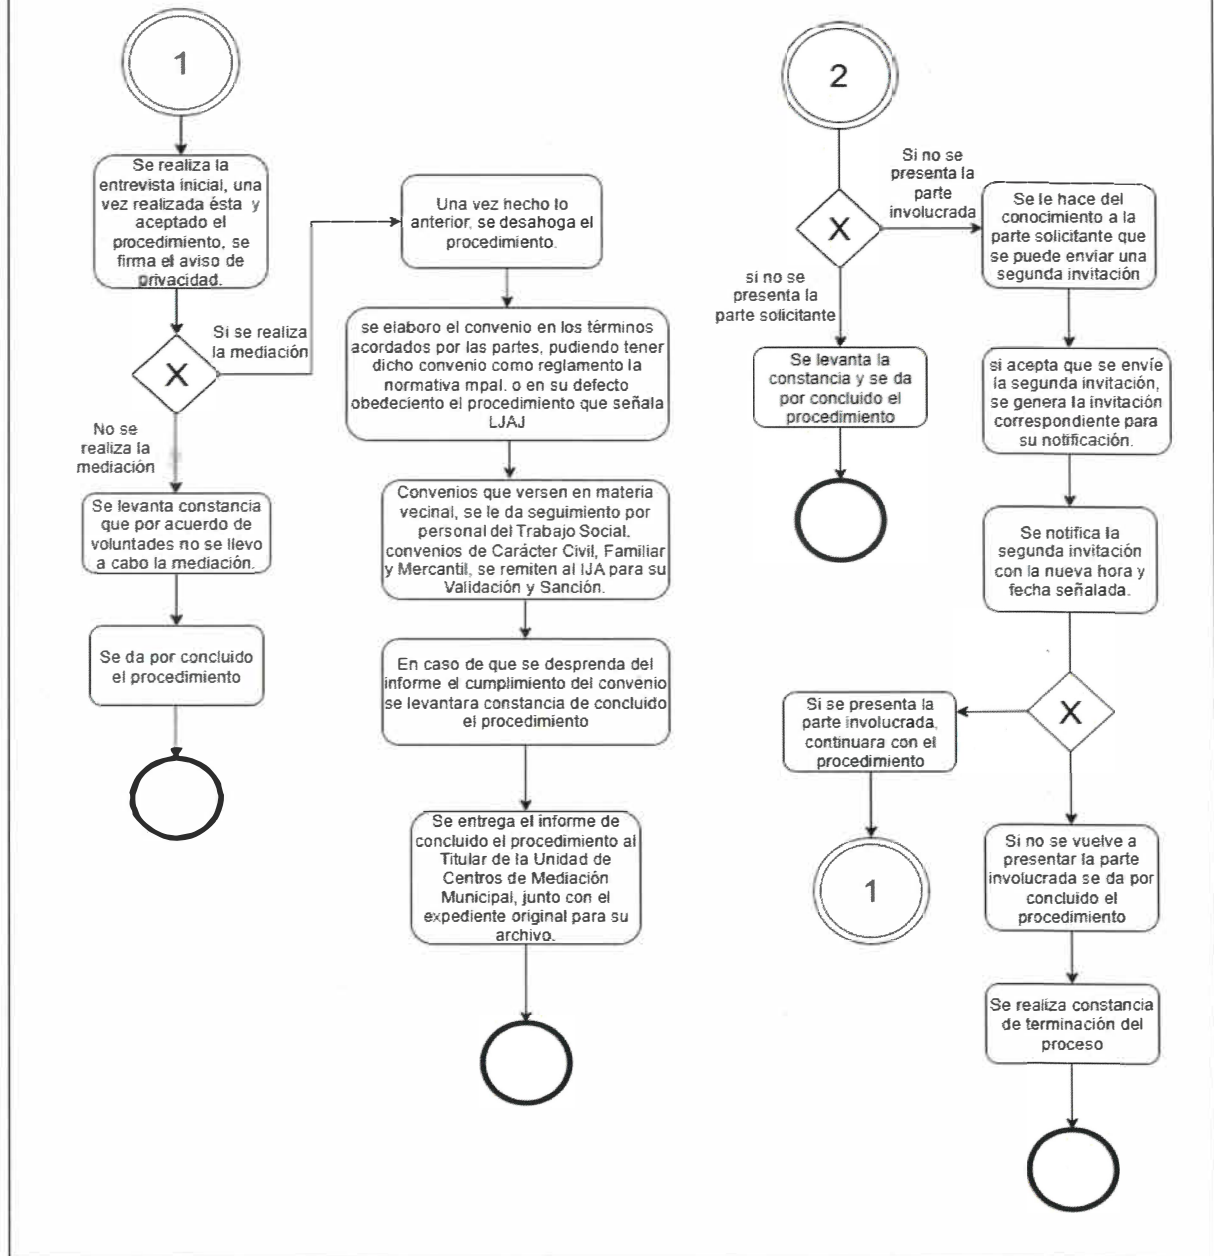 1
Se realiza la
entrevista inicial, una
vez realizada ésta y
aceptado el
procedimiento, se
firma el aviso de
privacidad.
X
Si se realiza
la mediación
No se
realiza la
mediación
Se levanta constancia
que por acuerdo de
voluntades no se llevo
a cabo la mediación.
Se da por concluido
el procedimiento
Una vez hecho lo
anterior, se desahoga el
procedimiento.
se elaboro el convenio en los términos
acordados por las partes, pudiendo tener
dicho convenio como reglamento la
normativa mpal. o en su defecto
obedeciento el procedimiento que señala
LJAJ
Convenios que versen en materia
vecinal, se le da seguimiento por
personal del Trabajo Social.
convenios de Carácter Civil, Familiar
y Mercantil, se remiten al IJA para su
Validación y Sanción.
En caso de que se desprenda del
informe el cumplimiento del convenio
se levantara constancia de concluido
el procedimiento
Se entrega el informe de
concluido el procedimiento al
Titular de la Unidad de
Centros de Mediación
Municipal, junto con el
expediente original para su
archivo.
2
X
Si no se
presenta la
parte
involucrada
si no se
presenta la
parte solicitante
Se levanta la
constancia y se da
por concluido el
procedimiento
Se le hace del
conocimiento a la
parte solicitante que
se puede enviar una
segunda invitación
si acepta que se envíe
la segunda invitación,
se genera la invitación
correspondiente para
su notificación.
Se notifica la
segunda invitación
con la nueva hora y
fecha señalada.
X
Si se presenta la
parte involucrada,
continuara con el
procedimiento
1
Si no se vuelve a
presentar la parte
involucrada se da por
concluido el
procedimiento
Se realiza constancia
de terminación del
proceso